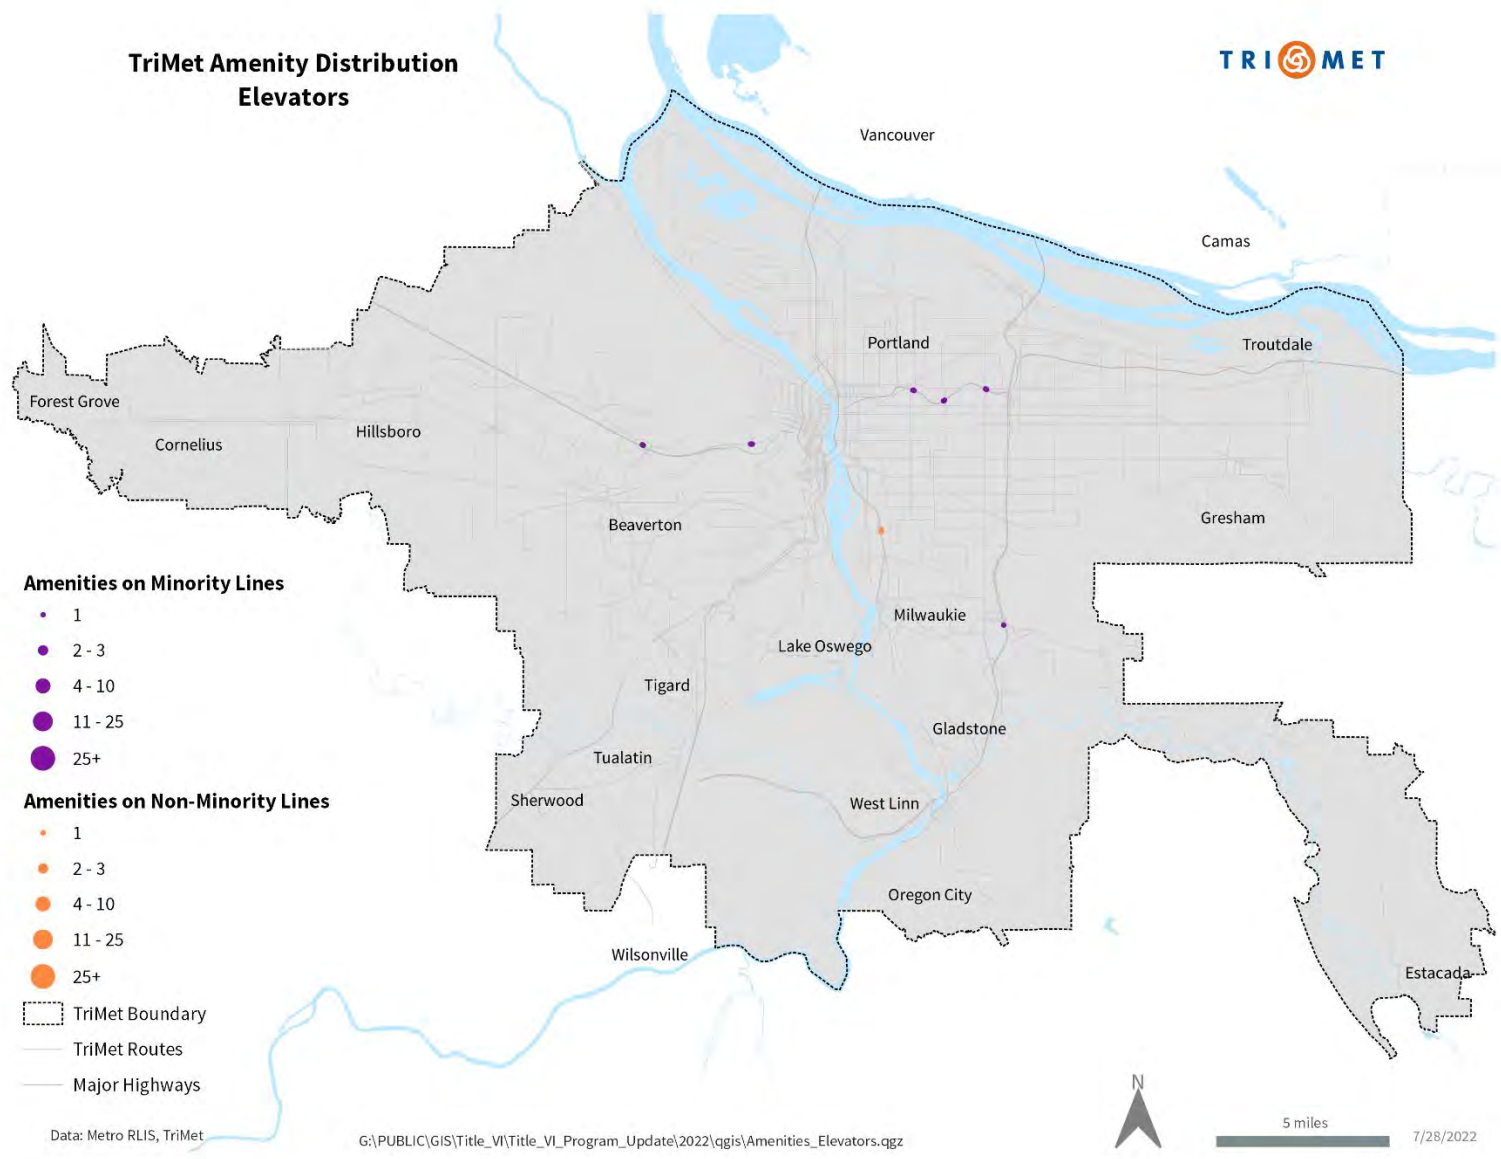 TriMet Amenity Distribution
Elevators
TRI MET
Vancouver
Camas
Portland
Troutdale
Forest Grove
Cornelius
Hillsboro
Beaverton
Gresham
Milwaukie
Lake Oswego
Tigard
Gladstone
Tualatin
Sherwood
West Linn
Oregon City
Wilsonville
Estacada
Amenities on Minority Lines
1
2 - 3
4 - 10
11 - 25
25+
Amenities on Non-Minority Lines
1
2 - 3
4 - 10
11 - 25
25+
TriMet Boundary
TriMet Routes
Major Highways
Data: Metro RLIS, TriMet
G:\PUBLIC\GIS\Title_VI\Title_VI_Program_Update\2022\qgis\Amenities_Elevators.qgz
N
5 miles
7/28/2022